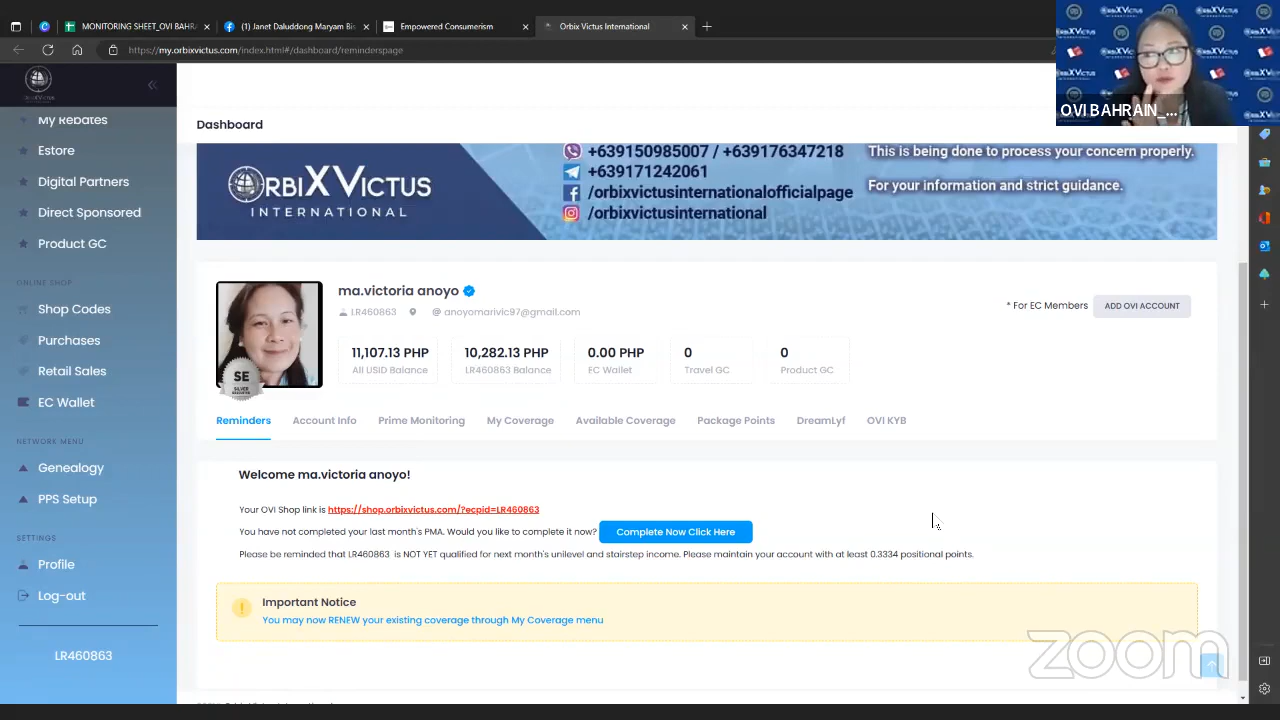 MONITORING SHEET_OVI BAHR
(1) Janet Daluddong Maryam Bi
Empowered Consumerism
Orbix Victus International
https://my.orbixvictus.com/index.html#/dashboard/reminderspage
OVI BAHRAIN_...
Dashboard
My Rebates
Estore
Digital Partners
Direct Sponsored
Product GC
ONLINE SHOP
Shop Codes
Purchases
Retail Sales
EC Wallet
NETWORK MENU
Genealogy
PPS Setup
SETTINGS
Profile
Log-out
LR460863
ORBIXVICTUS
INTERNATIONAL
+639150985007 / +639176347218
+639171242061
/orbixvictusinternationalofficialpage
/orbixvictusinternational
This is being done to process your concern properly.
For your information and strict guidance.
ma.victoria anoyo
LR460863
@ anoyomarivic97@gmail.com
* For EC Members
ADD OVI ACCOUNT
SE
SILVER
EXECUTIVE
11,107.13 PHP
All USID Balance
10,282.13 PHP
LR460863 Balance
0.00 PHP
EC Wallet
0
Travel GC
0
Product GC
Reminders
Account Info
Prime Monitoring
My Coverage
Available Coverage
Package Points
DreamLyf
OVI KYB
Welcome ma.victoria anoyo!
Your OVI Shop link is https://shop.orbixvictus.com/?ecpid=LR460863
You have not completed your last month's PMA. Would you like to complete it now? Complete Now Click Here
Please be reminded that LR460863 is NOT YET qualified for next month's unilevel and stairstep income. Please maintain your account with at least 0.3334 positional points.
Important Notice
You may now RENEW your existing coverage through My Coverage menu
zoom